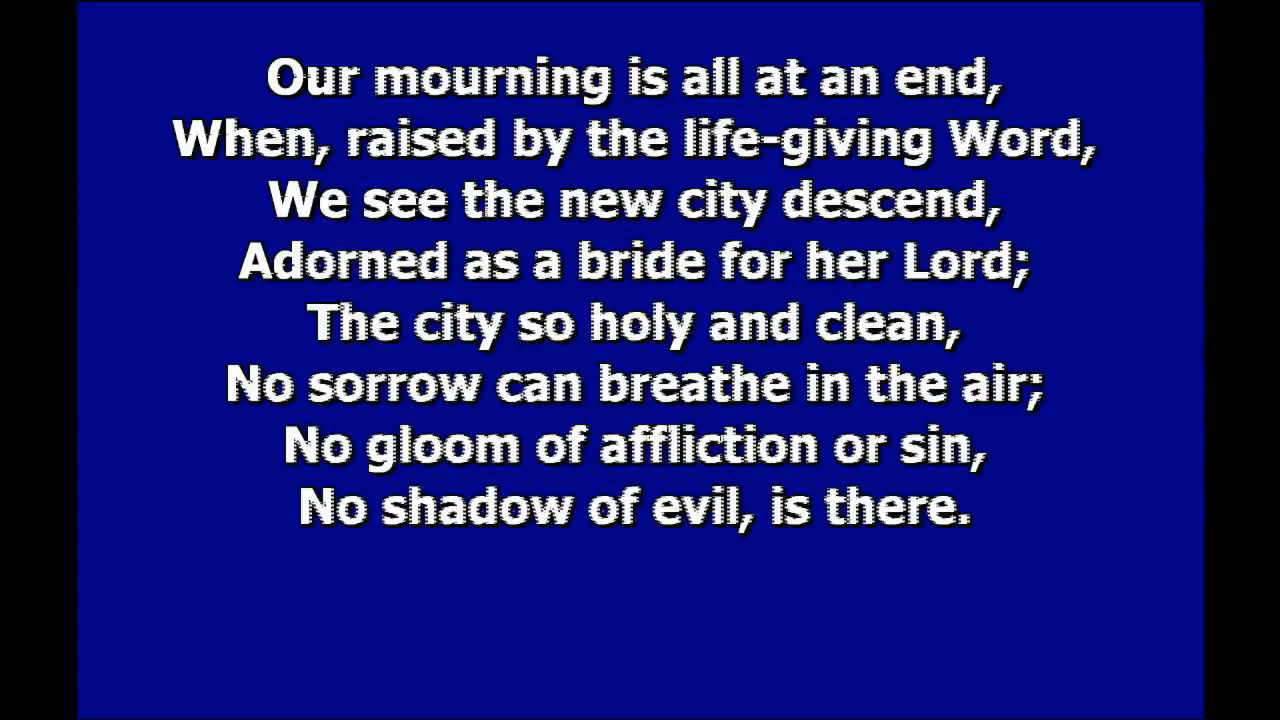 Our mourning is all at an end,
When, raised by the life-giving Word,
We see the new city descend,
Adorned as a bride for her Lord;
The city so holy and clean,
No sorrow can breathe in the air;
No gloom of affliction or sin,
No shadow of evil, is there.